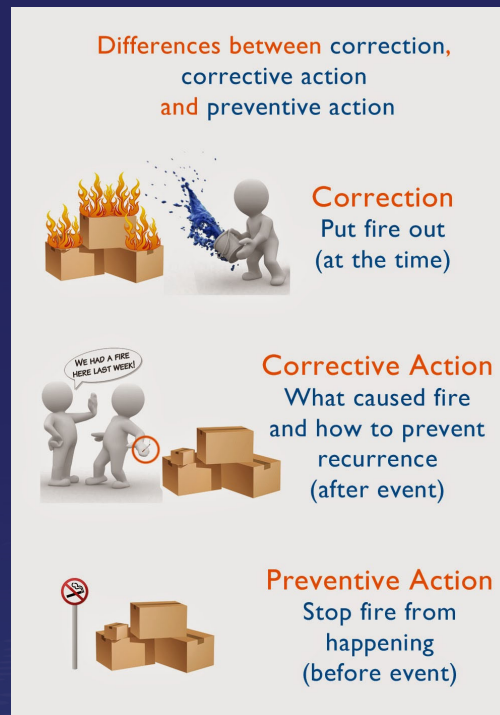 Differences between correction,
corrective action
and preventive action
Correction
Put fire out
(at the time)
WE HAD A FIRE
HERE LAST WEEK!
Corrective Action
What caused fire
and how to prevent
recurrence
(after event)
Preventive Action
Stop fire from
happening
(before event)